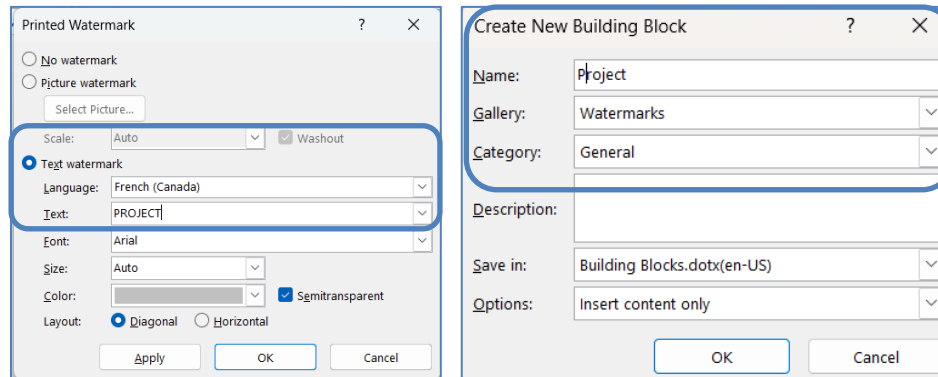 Printed Watermark ? ×
No watermark
Picture watermark
Select Picture...
Scale: Auto Washout
Text watermark
Language: French (Canada)
Text: PROJECT
Font: Arial
Size: Auto
Color: Semitransparent
Layout: Diagonal Horizontal
Apply OK Cancel
Create New Building Block ? ×
Name: Project
Gallery: Watermarks
Category: General
Description:
Save in: Building Blocks.dotx(en-US)
Options: Insert content only
OK Cancel